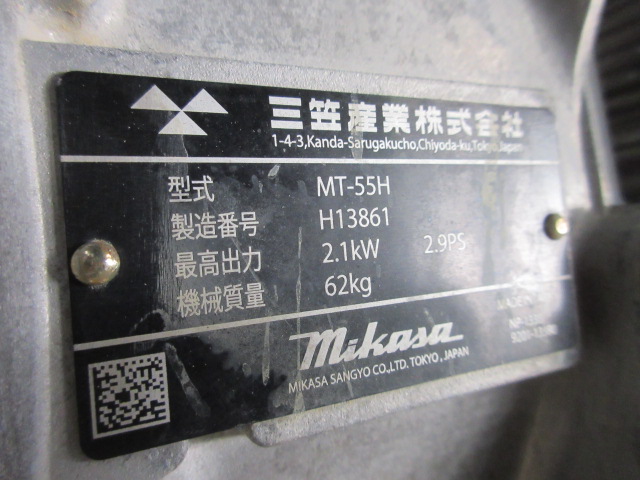 三笠産業株式会社
1-4-3,Kanda-Sarugakucho,Chiyoda-ku,Tokyo,Japan
型式 MT-55H
製造番号 H13861
最高出力 2.1kW 2.9PS
機械質量 62kg
mikasa
MIKASA SANGYO CO.,LTD. TOKYO, JAPAN
MADE